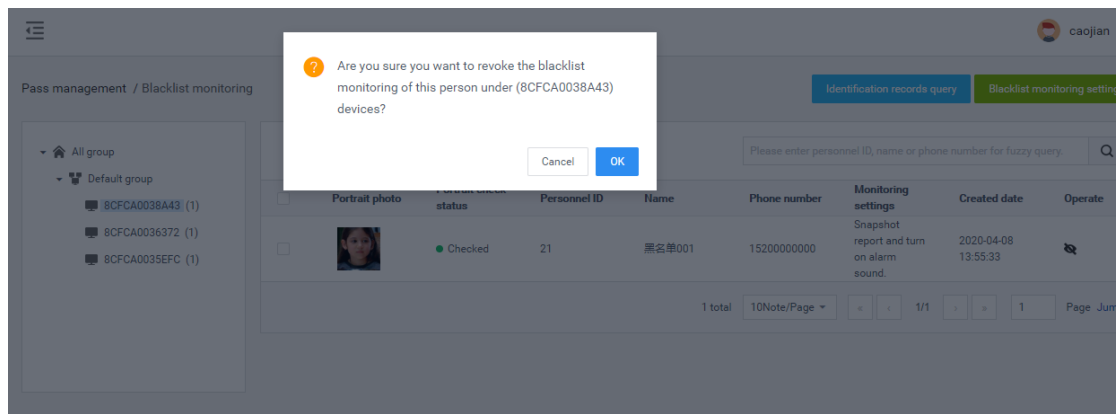 caojian
Are you sure you want to revoke the blacklist
monitoring of this person under (8CFCA0038A43)
devices?
Cancel OK
Pass management / Blacklist monitoring
Identification records query
Blacklist monitoring setting
All group
Default group
8CFCA0038A43 (1)
8CFCA0036372 (1)
8CFCA0035EFC (1)
Please enter personnel ID, name or phone number for fuzzy query.
Portrait photo
Portrait check
status
Personnel ID
Name
Phone number
Monitoring
settings
Created date
Operate
Checked
21
黑名单001
15200000000
Snapshot
report and turn
on alarm
sound.
2020-04-08
13:55:33
1 total
10Note/Page
« ‹ 1/1 › »
1
Page Jum